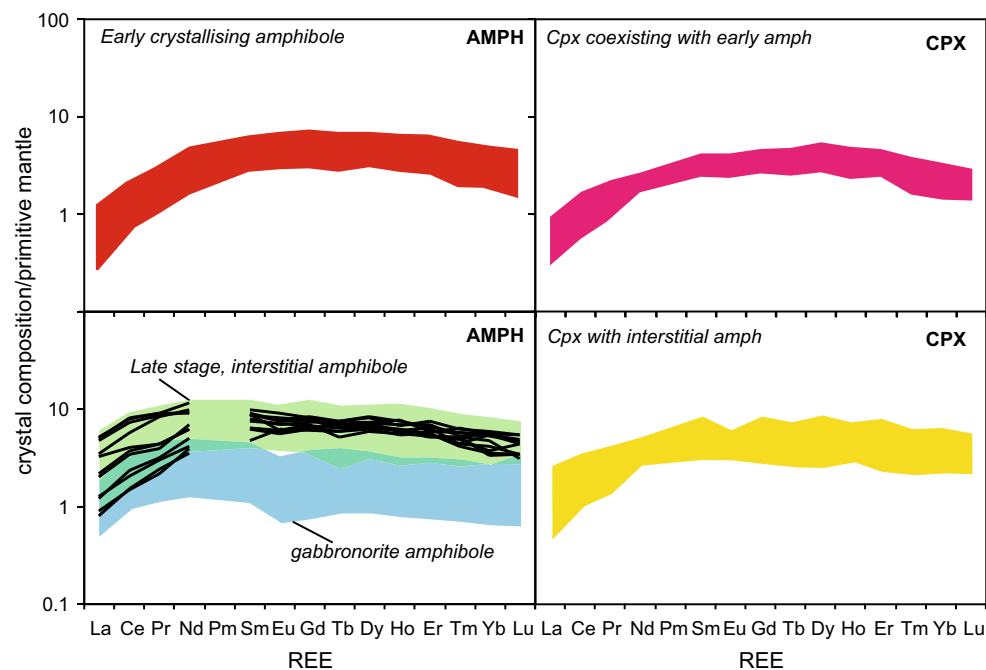 100
Early crystallising amphibole AMPH
Cpx coexisting with early amph CPX
10
1
crystal composition/primitive mantle
AMPH
Late stage, interstitial amphibole
Cpx with interstitial amph CPX
10
1
gabbronorite amphibole
0.1
La Ce Pr Nd Pm Sm Eu Gd Tb Dy Ho Er Tm Yb Lu
La Ce Pr Nd Pm Sm Eu Gd Tb Dy Ho Er Tm Yb Lu
REE
REE